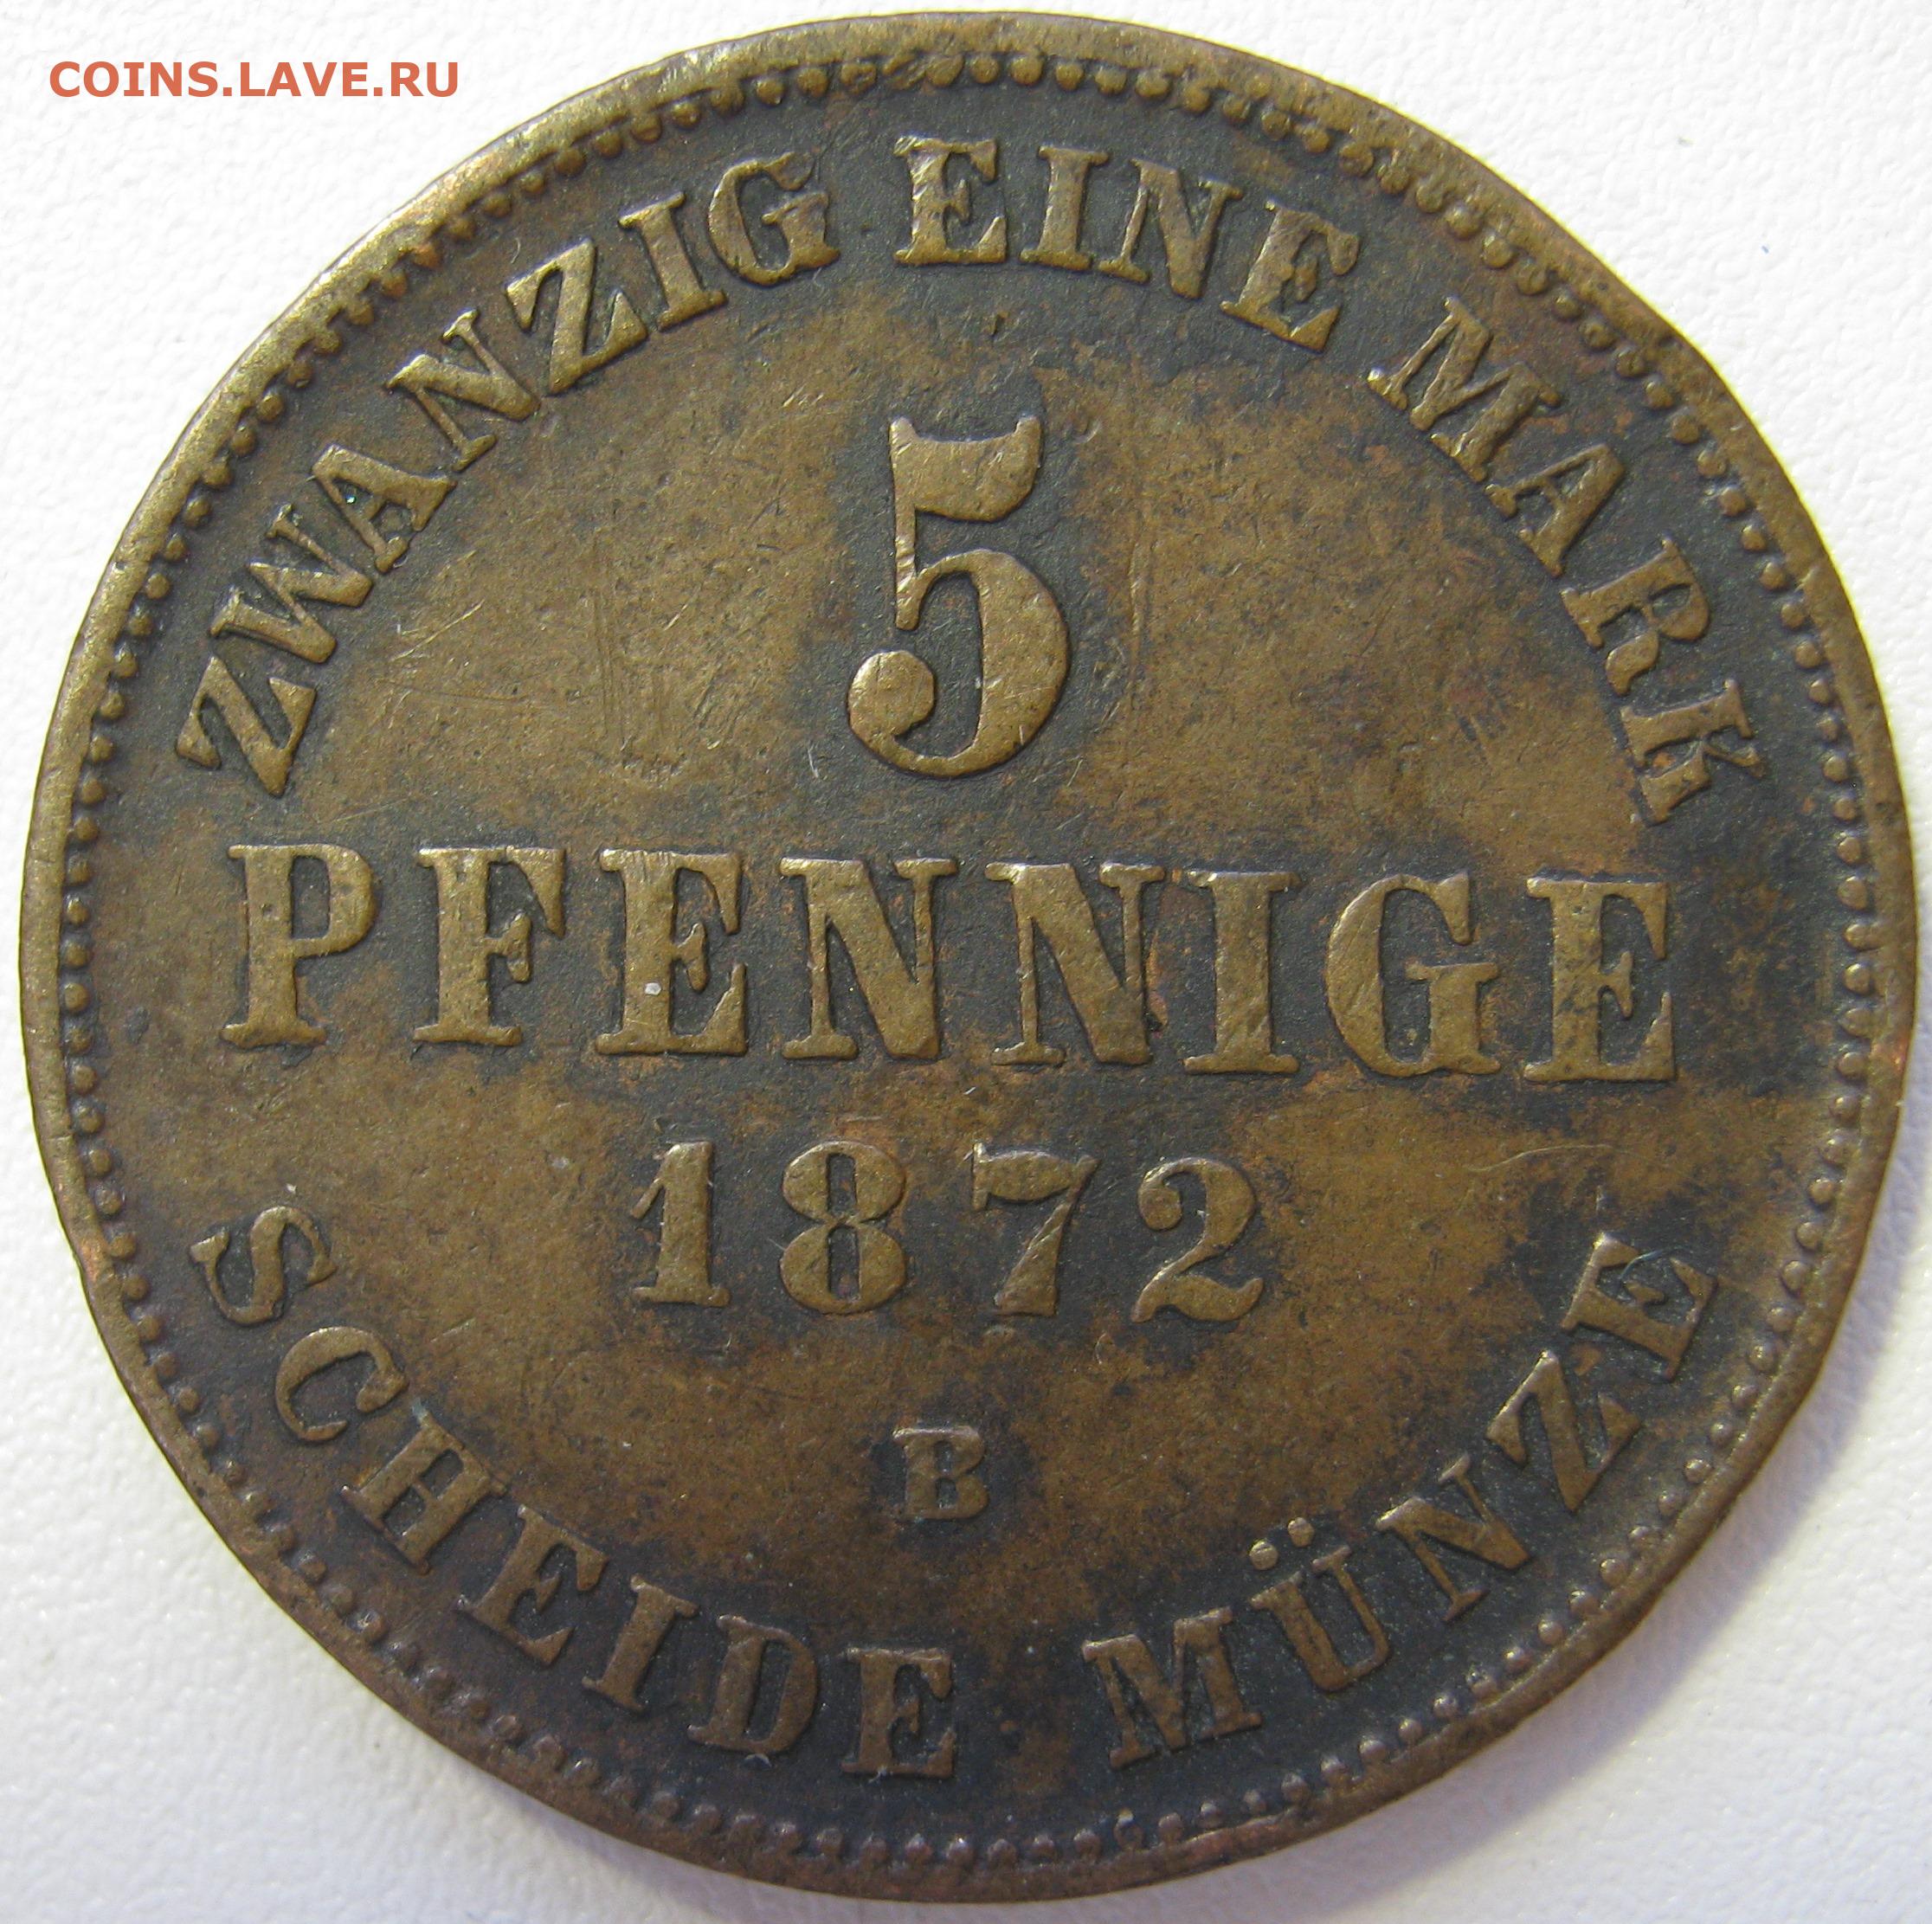 COINS.LAVE.RU
ZWANZIG EINE MARK
5
PFENNIGE
1872
B
SCHEIDE MÜNZE